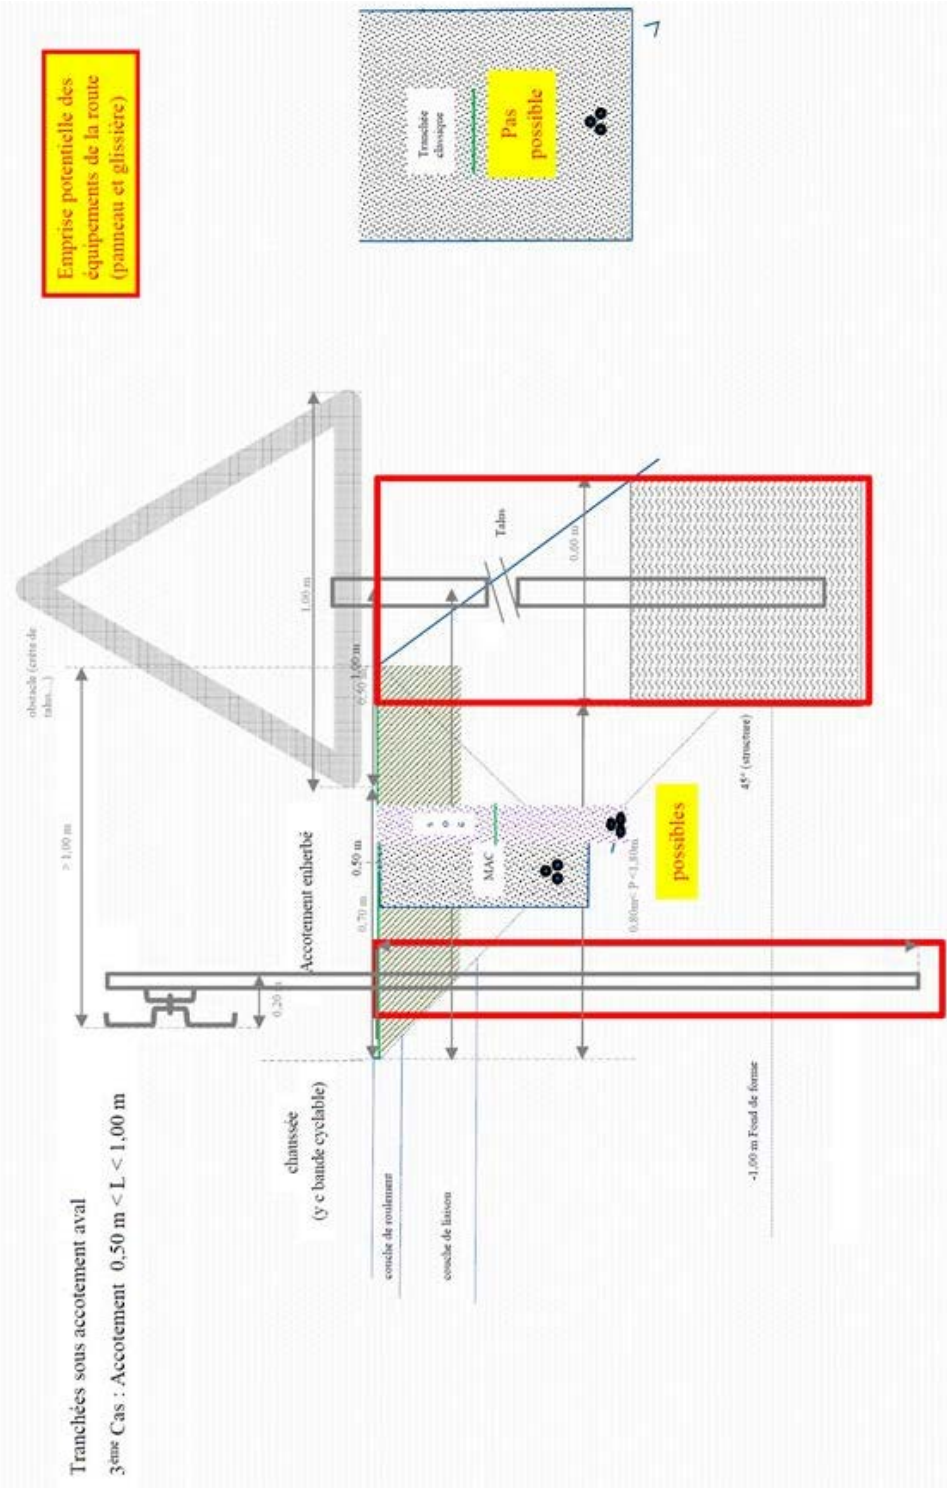 Tranchées sous accotement aval
3ème Cas : Accotement 0,50 m < L < 1,00 m
Emprise potentielle des
équipements de la route
(panneau et glissière)
obstacle (crête de
talus...)
> 1,00 m
1,00 m
0,20
chaussée
(y c bande cyclable)
Accotement enherbé
0,70 m
0.50 m
1,00 m
couche de roulement
couche de liaison
MAC
Talus
0,60 m
0,80m< P <1,80m
possibles
45° (structure)
-1,00 m Fond de forme
Tranchée
classique
Pas
possible